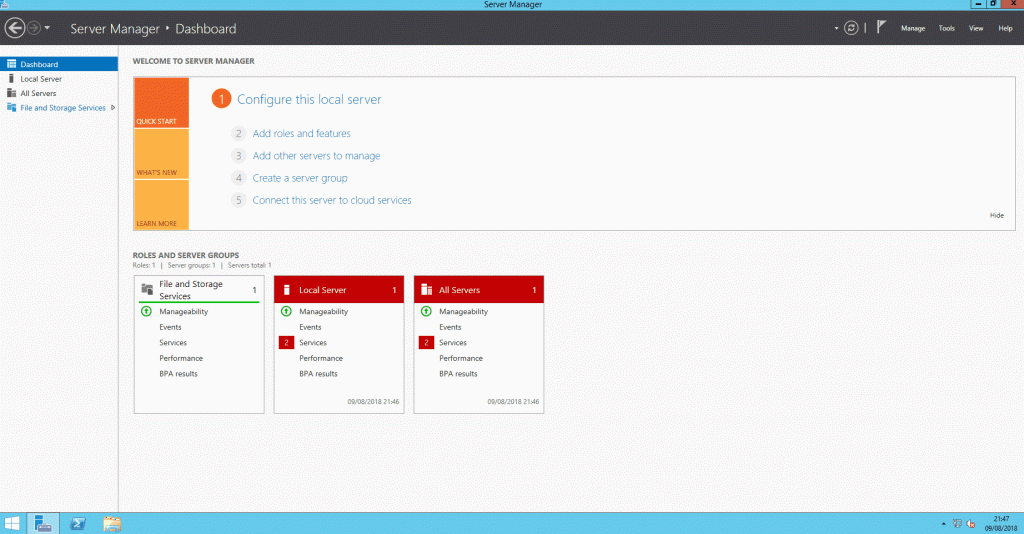 Server Manager
Server Manager • Dashboard
Manage Tools View Help
Dashboard
Local Server
All Servers
File and Storage Services
WELCOME TO SERVER MANAGER
QUICK START
WHAT'S NEW
LEARN MORE
1 Configure this local server
2 Add roles and features
3 Add other servers to manage
4 Create a server group
5 Connect this server to cloud services
Hide
ROLES AND SERVER GROUPS
Roles: 1 | Server groups: 1 | Servers total: 1
File and Storage Services 1
Manageability
Events
Services
Performance
BPA results
Local Server 1
Manageability
Events
2 Services
Performance
BPA results
09/08/2018 21:46
All Servers 1
Manageability
Events
2 Services
Performance
BPA results
09/08/2018 21:46
21:47
09/08/2018